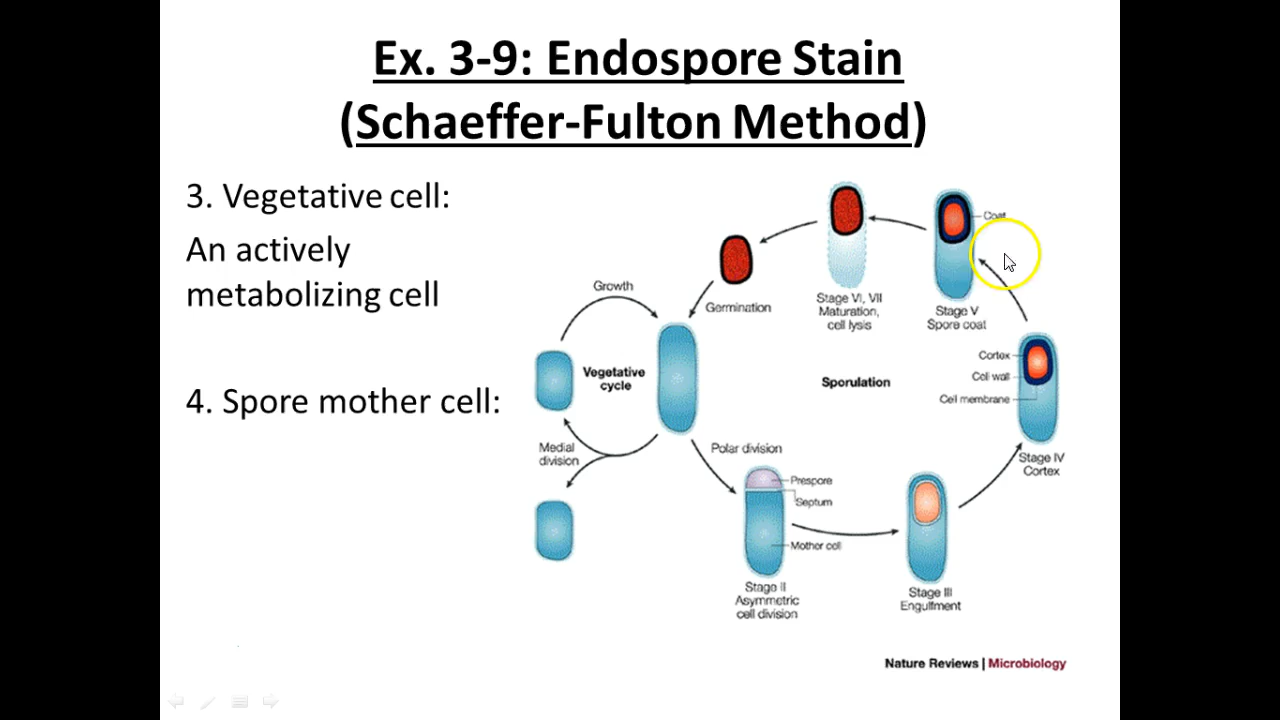 Ex. 3-9: Endospore Stain
(Schaeffer-Fulton Method)
3. Vegetative cell:
An actively
metabolizing cell
4. Spore mother cell:
Coat
Stage VI, VII
Maturation,
cell lysis
Stage V
Spore coat
Germination
Growth
Vegetative
cycle
Sporulation
Cortex
Cell wall
Cell membrane
Medial
division
Polar division
Stage IV
Cortex
Prespore
Septum
Mother cell
Stage II
Asymmetric
cell division
Stage III
Engulfment
Nature Reviews | Microbiology